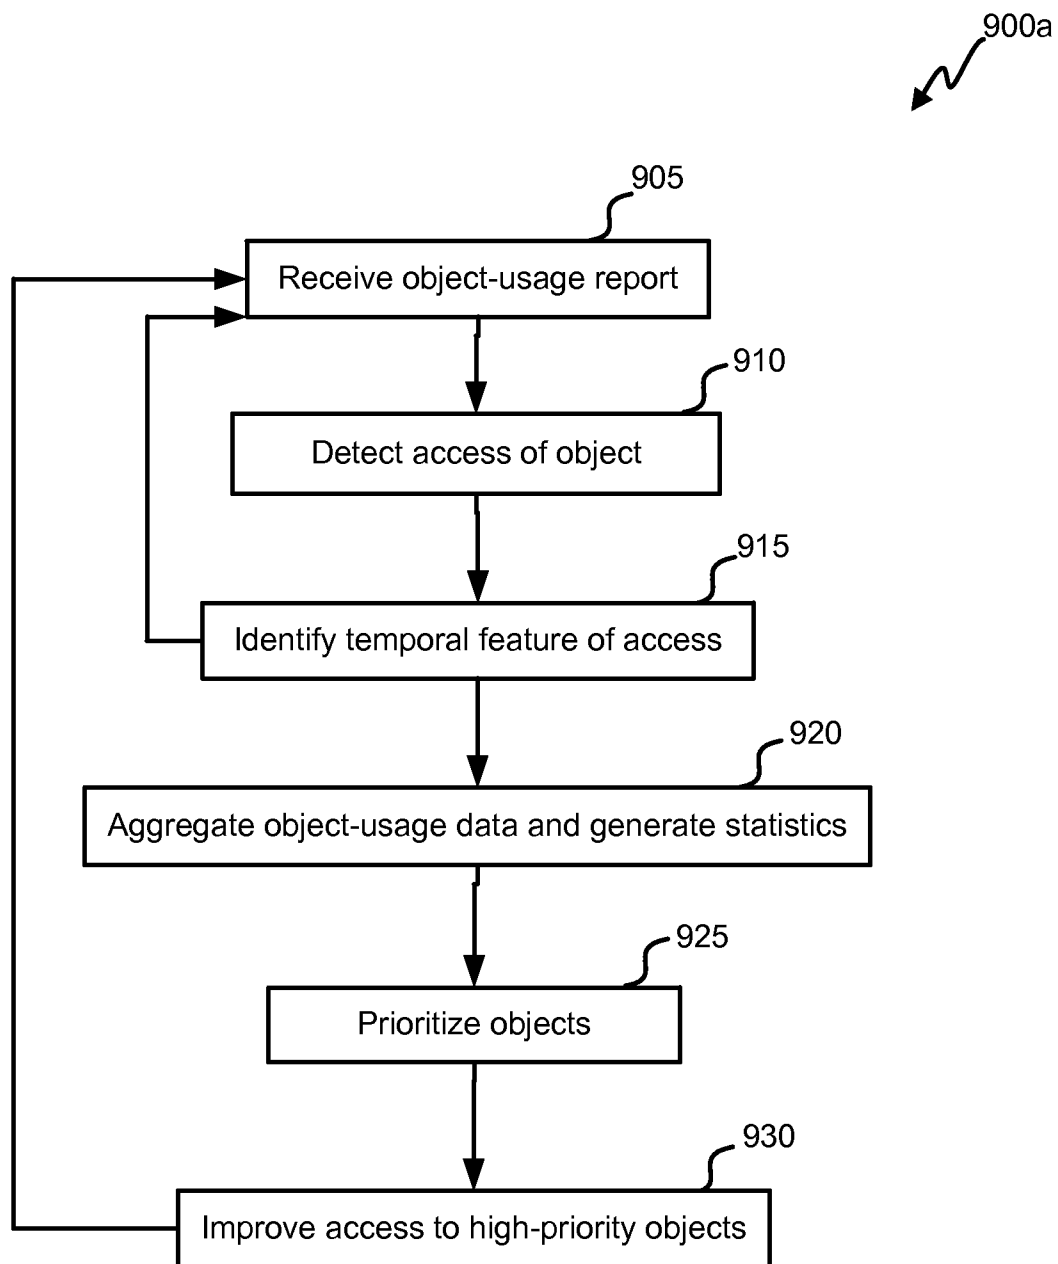 900a
905
Receive object-usage report
910
Detect access of object
915
Identify temporal feature of access
920
Aggregate object-usage data and generate statistics
925
Prioritize objects
930
Improve access to high-priority objects